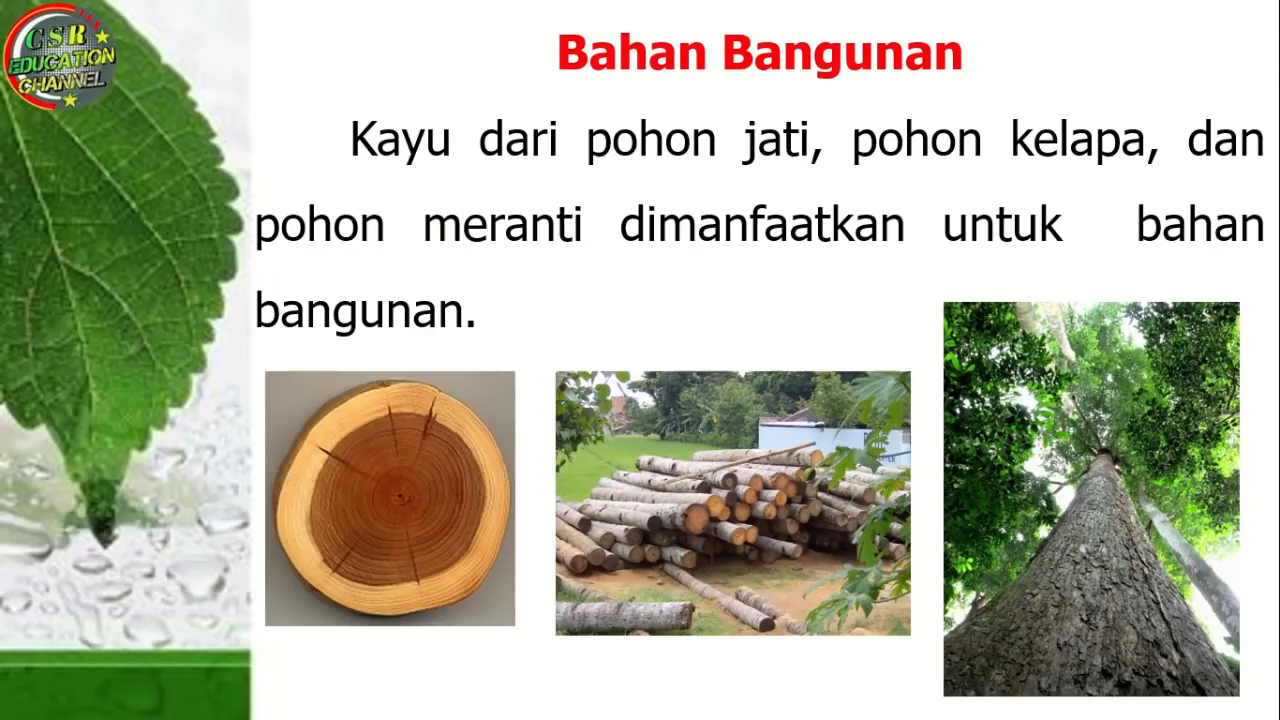 CSR
EDUCATION
CHANNEL
Bahan Bangunan
Kayu dari pohon jati, pohon kelapa, dan
pohon meranti dimanfaatkan untuk bahan
bangunan.